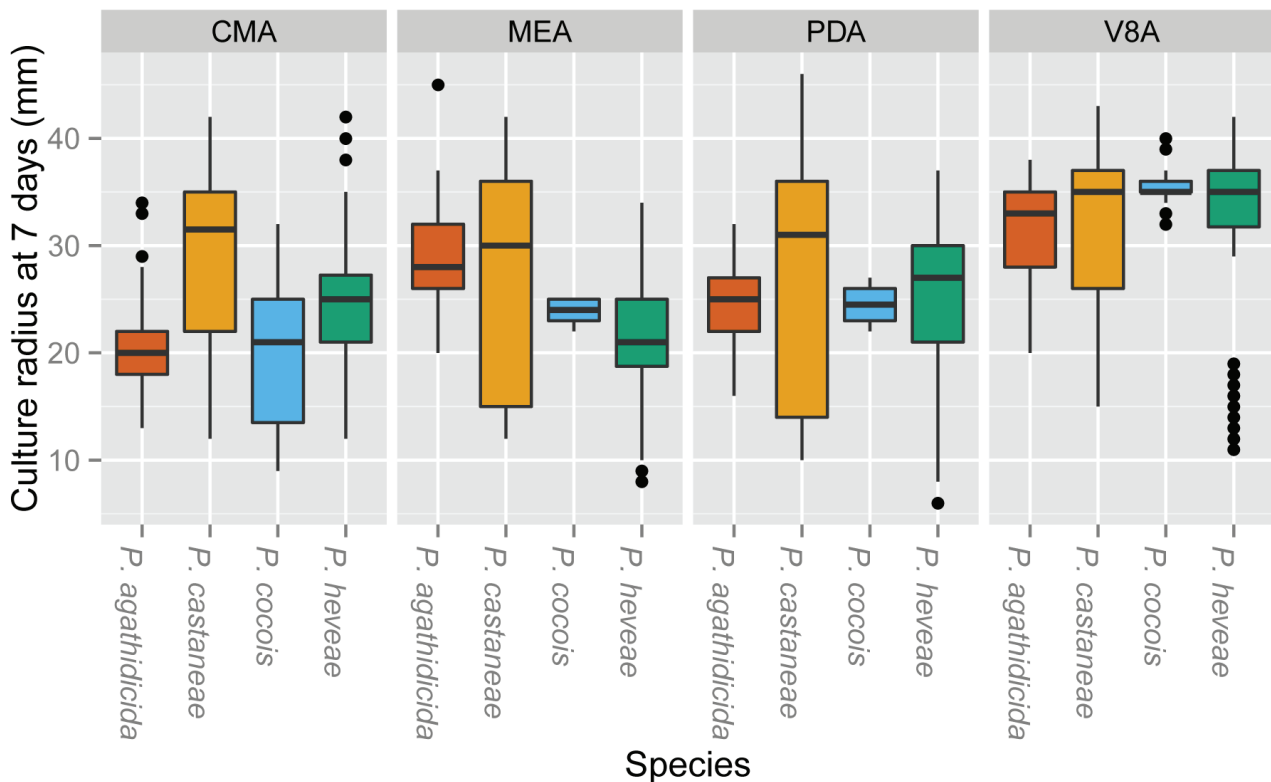 CMA
MEA
PDA
V8A
Culture radius at 7 days (mm)
40
30
20
10
P. agathidicida
P. castaneae
P. cocois
P. heveae
P. agathidicida
P. castaneae
P. cocois
P. heveae
P. agathidicida
P. castaneae
P. cocois
P. heveae
P. agathidicida
P. castaneae
P. cocois
P. heveae
Species